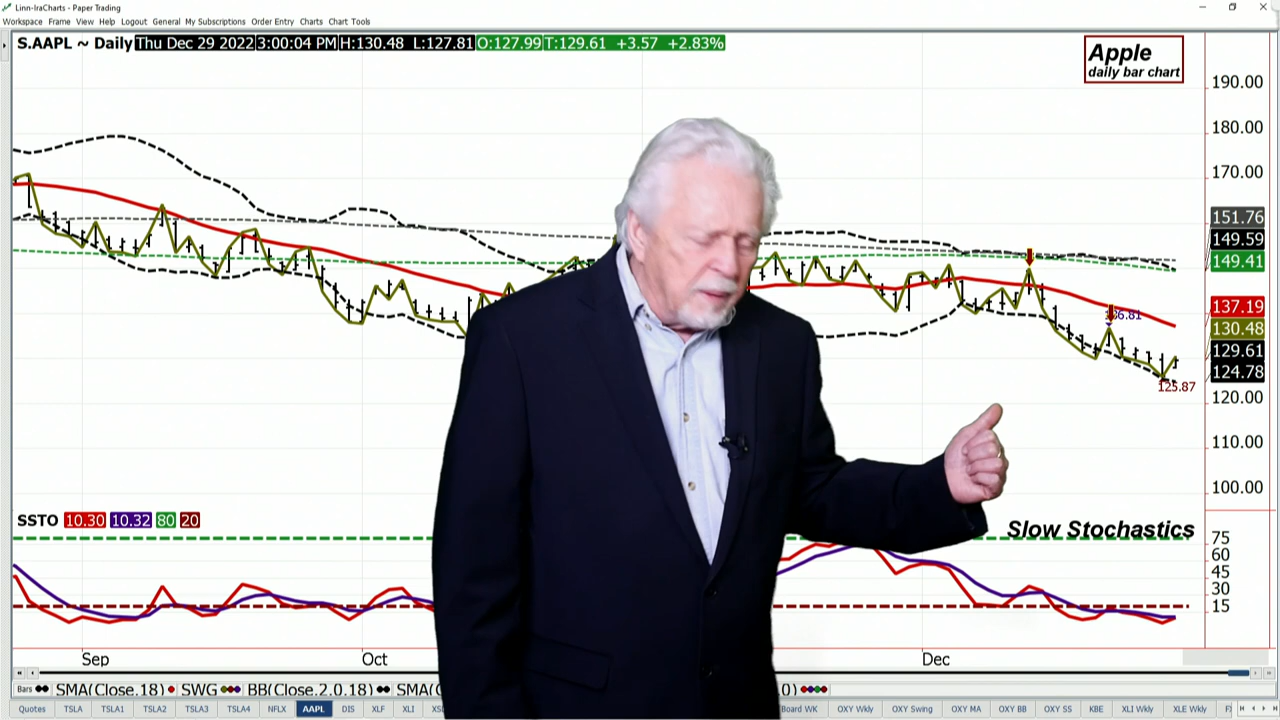 Linn-IraCharts - Paper Trading
Workspace Frame View Help Logout General My Subscriptions Order Entry Charts Chart Tools
S.AAPL ~ Daily Thu Dec 29 2022 3:00:04 PM H:130.48 L:127.81 O:127.99 T:129.61 +3.57 +2.83%
Apple
daily bar chart
190.00
180.00
170.00
151.76
149.59
149.41
137.19
130.48
129.61
124.78
120.00
110.00
100.00
125.87
SSTO 10.30 10.32 80 20
Slow Stochastics
75
60
45
30
15
Sep Oct Dec
Bars SMA(Close,18) SWG BB(Close,2.0,18)
Quotes TSLA TSLA1 TSLA2 TSLA3 TSLA4 NFLX AAPL DIS XLF XLI Board WK OXY Wkly OXY Swing OXY MA OXY BB OXY SS KBE XLI Wkly XLE Wkly